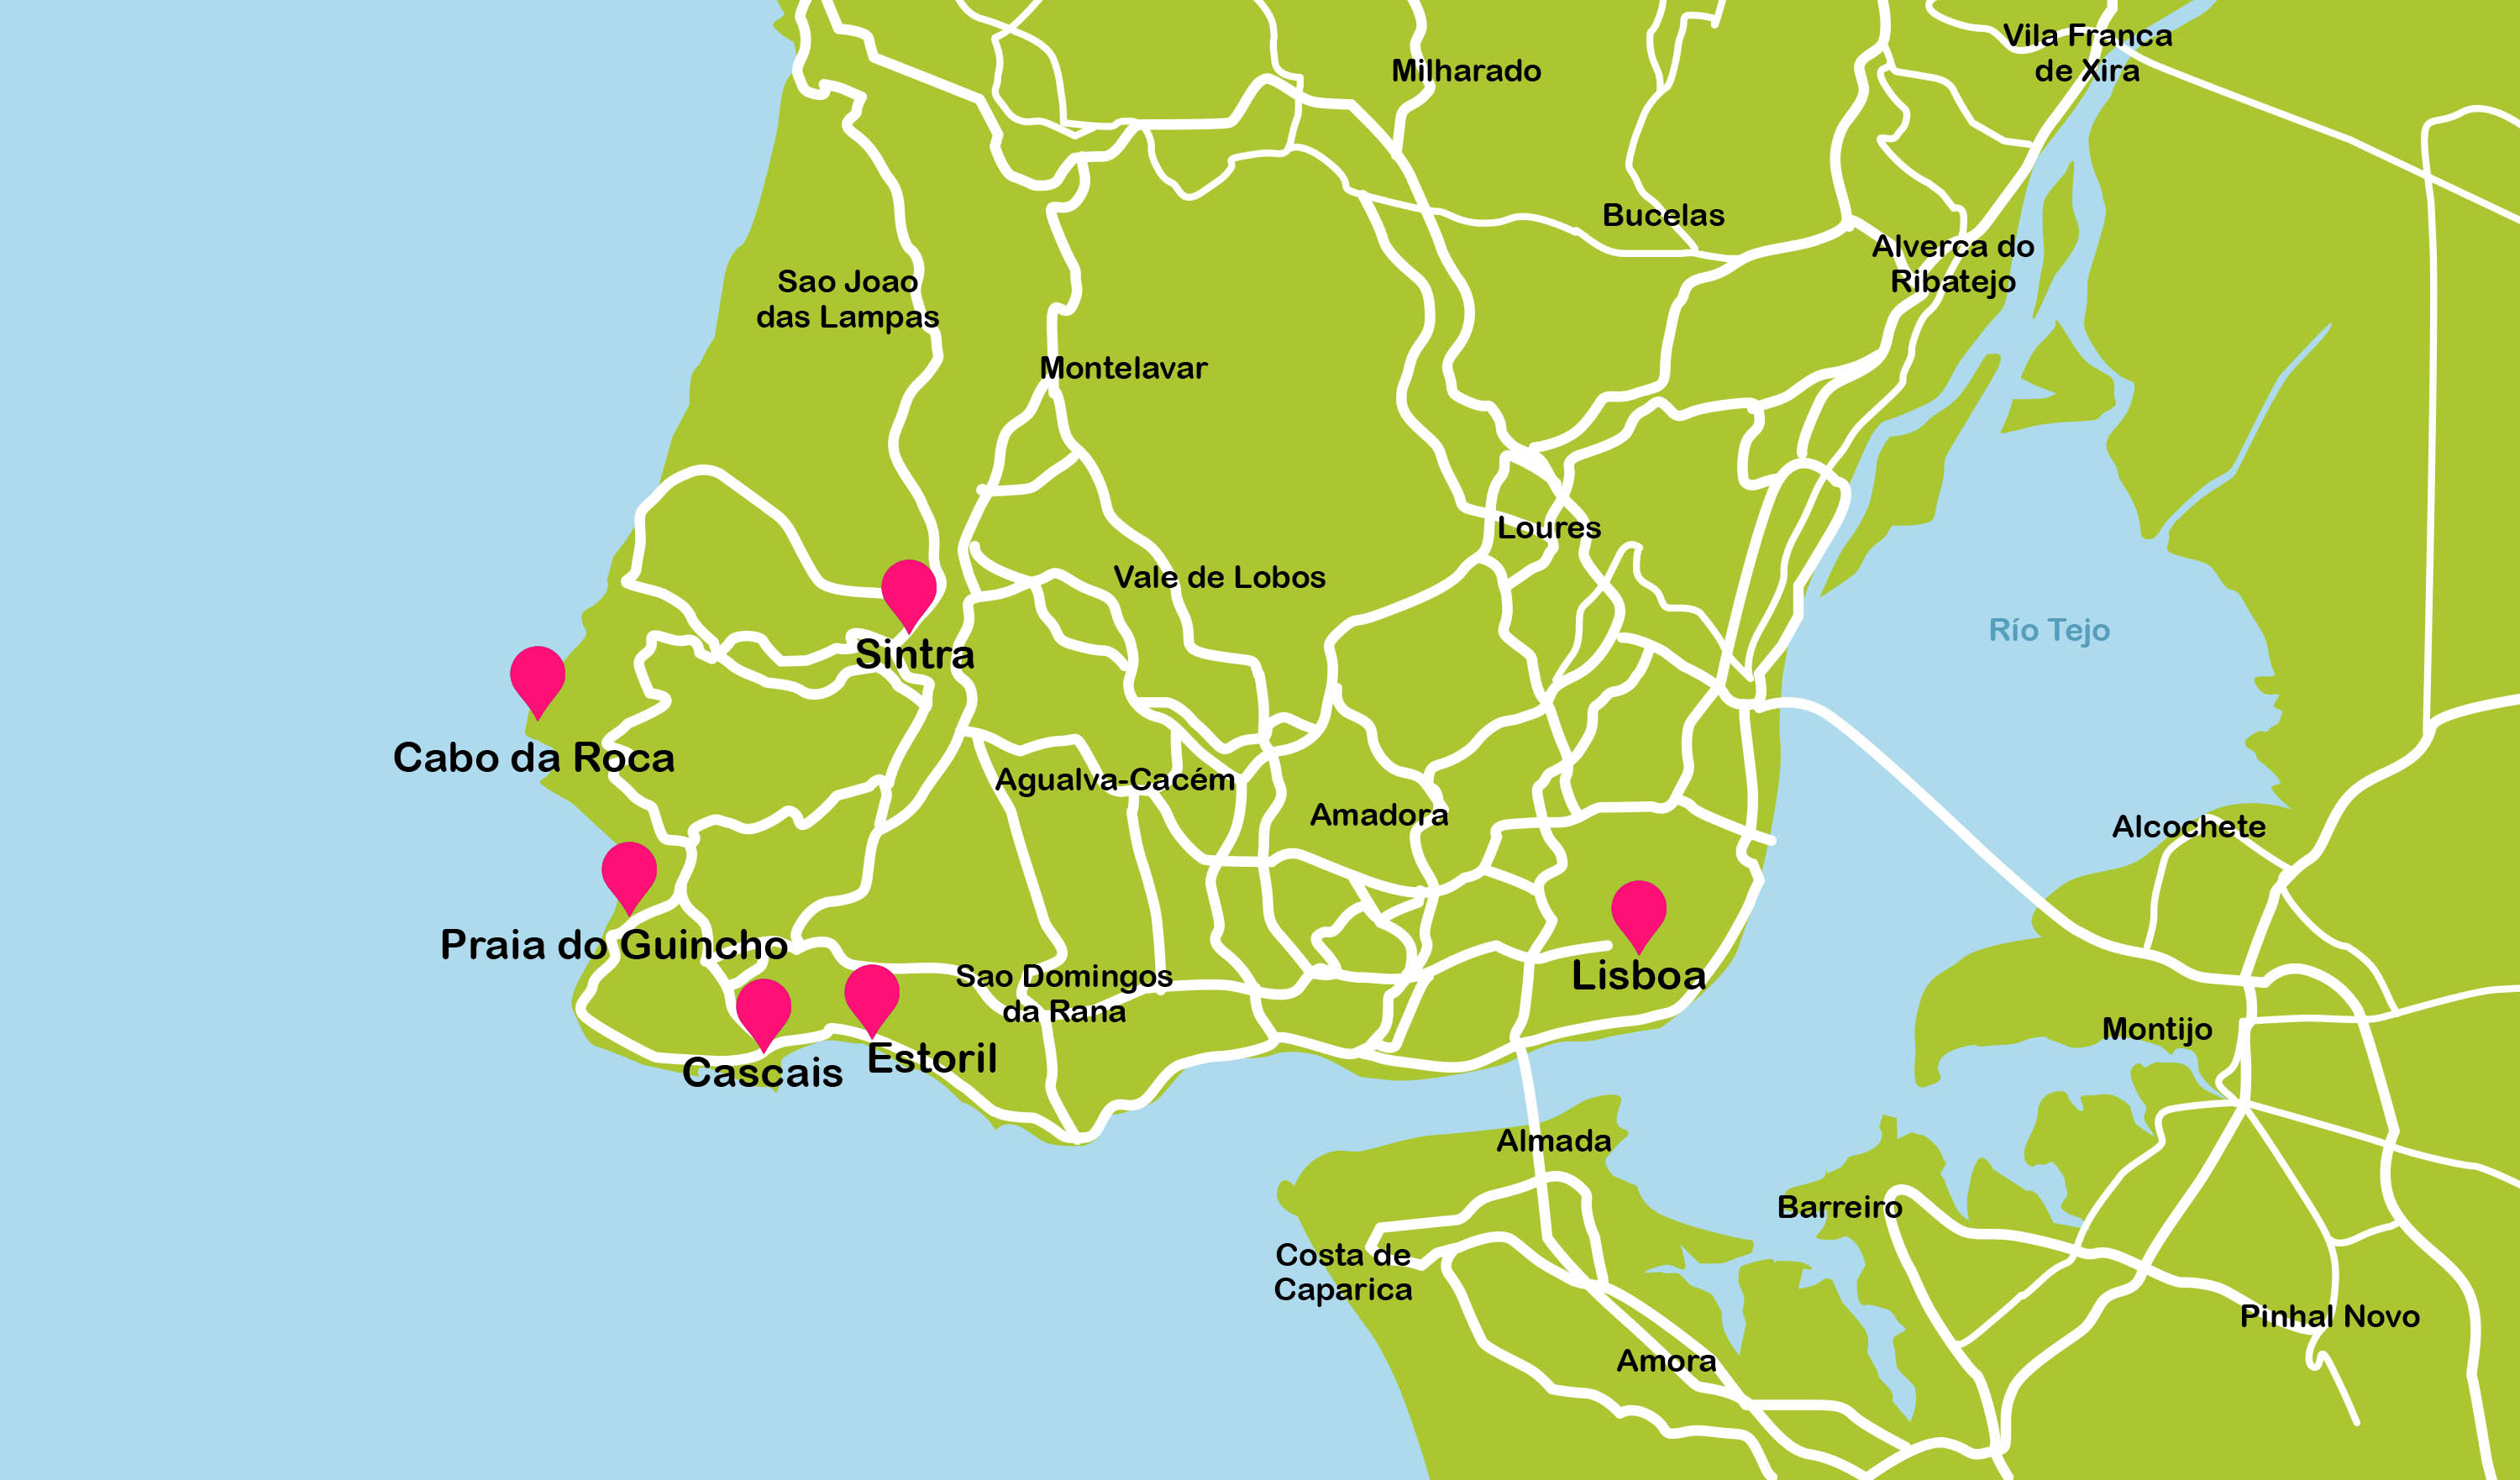 Vila Franca
de Xira
Milharado
Bucelas
Alverca do
Ribatejo
Sao Joao
das Lampas
Montelavar
Loures
Vale de Lobos
Río Tejo
Sintra
Cabo da Roca
Agualva-Cacém
Amadora
Alcochete
Praia do Guincho
Lisboa
Sao Domingos
da Rana
Montijo
Estoril
Cascais
Almada
Barreiro
Costa de
Caparica
Pinhal Novo
Amora